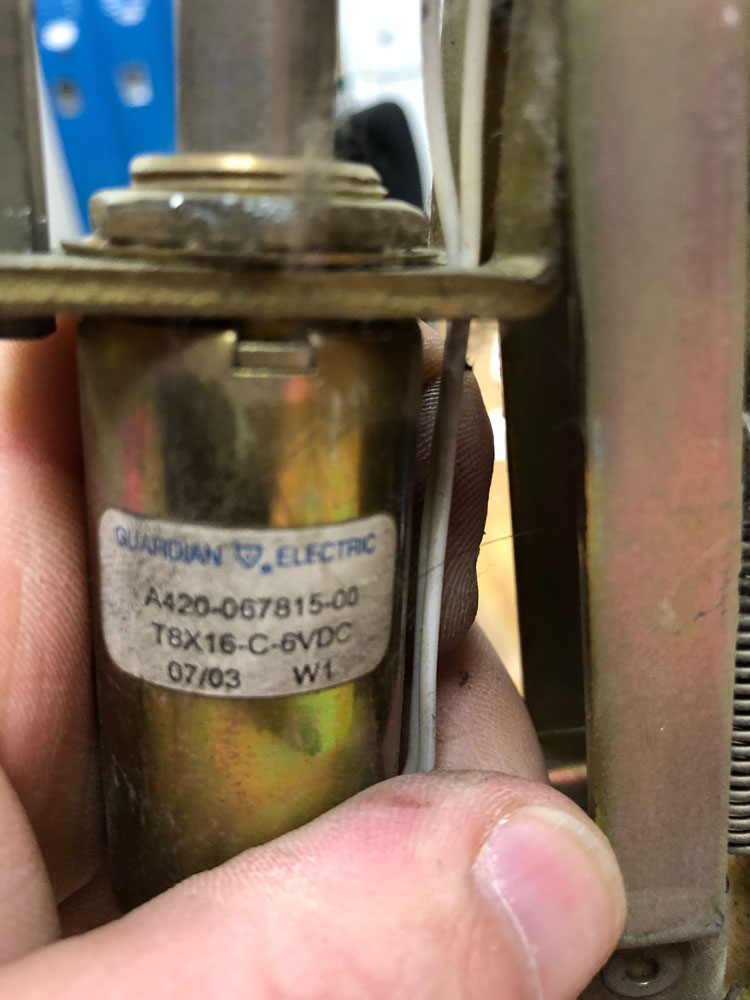 GUARDIAN ELECTRIC
A420-067815-00
T8X16-C-6VDC
07/03 W1